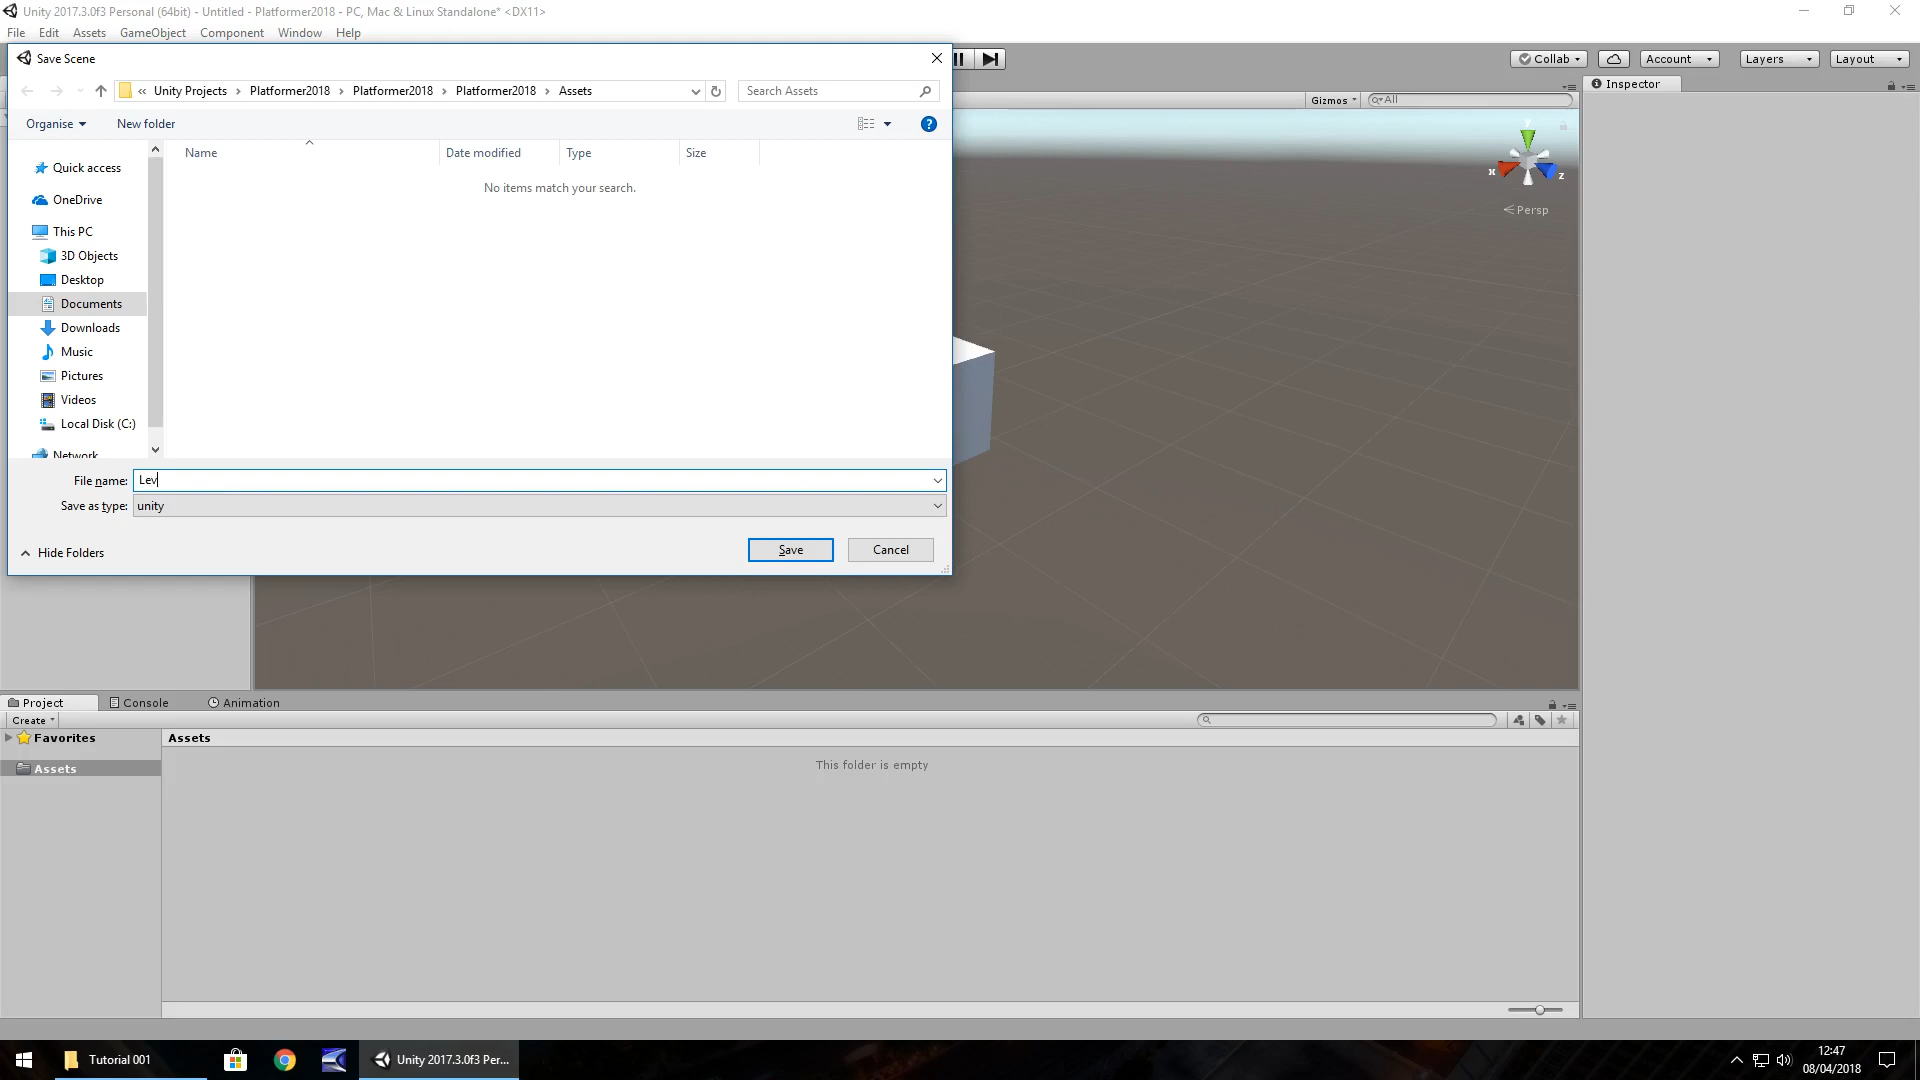 Unity 2017.3.0f3 Personal (64bit) - Untitled - Platformer2018 - PC, Mac & Linux Standalone* <DX11>
File Edit Assets GameObject Component Window Help
Save Scene
Collab Account Layers Layout
« Unity Projects › Platformer2018 › Platformer2018 › Platformer2018 › Assets
Search Assets
Inspector
Gizmos All
Organise New folder
Name Date modified Type Size
No items match your search.
Quick access
OneDrive
This PC
3D Objects
Desktop
Documents
Downloads
Music
Pictures
Videos
Local Disk (C:)
Network
y
x
z
Persp
File name: Lev
Save as type: unity
Hide Folders
Save Cancel
Project Console Animation
Create
Favorites
Assets
Assets
This folder is empty
Tutorial 001
Unity 2017.3.0f3 Per...
12:47
08/04/2018